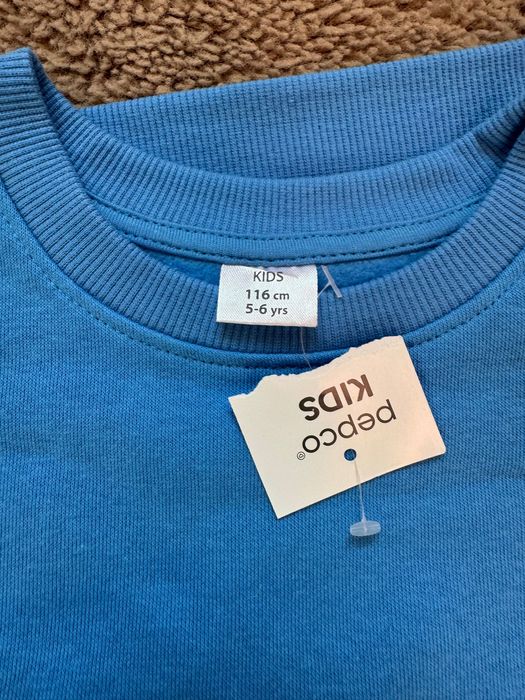 KIDS
116 cm
5-6 yrs
pepco®
KIDS